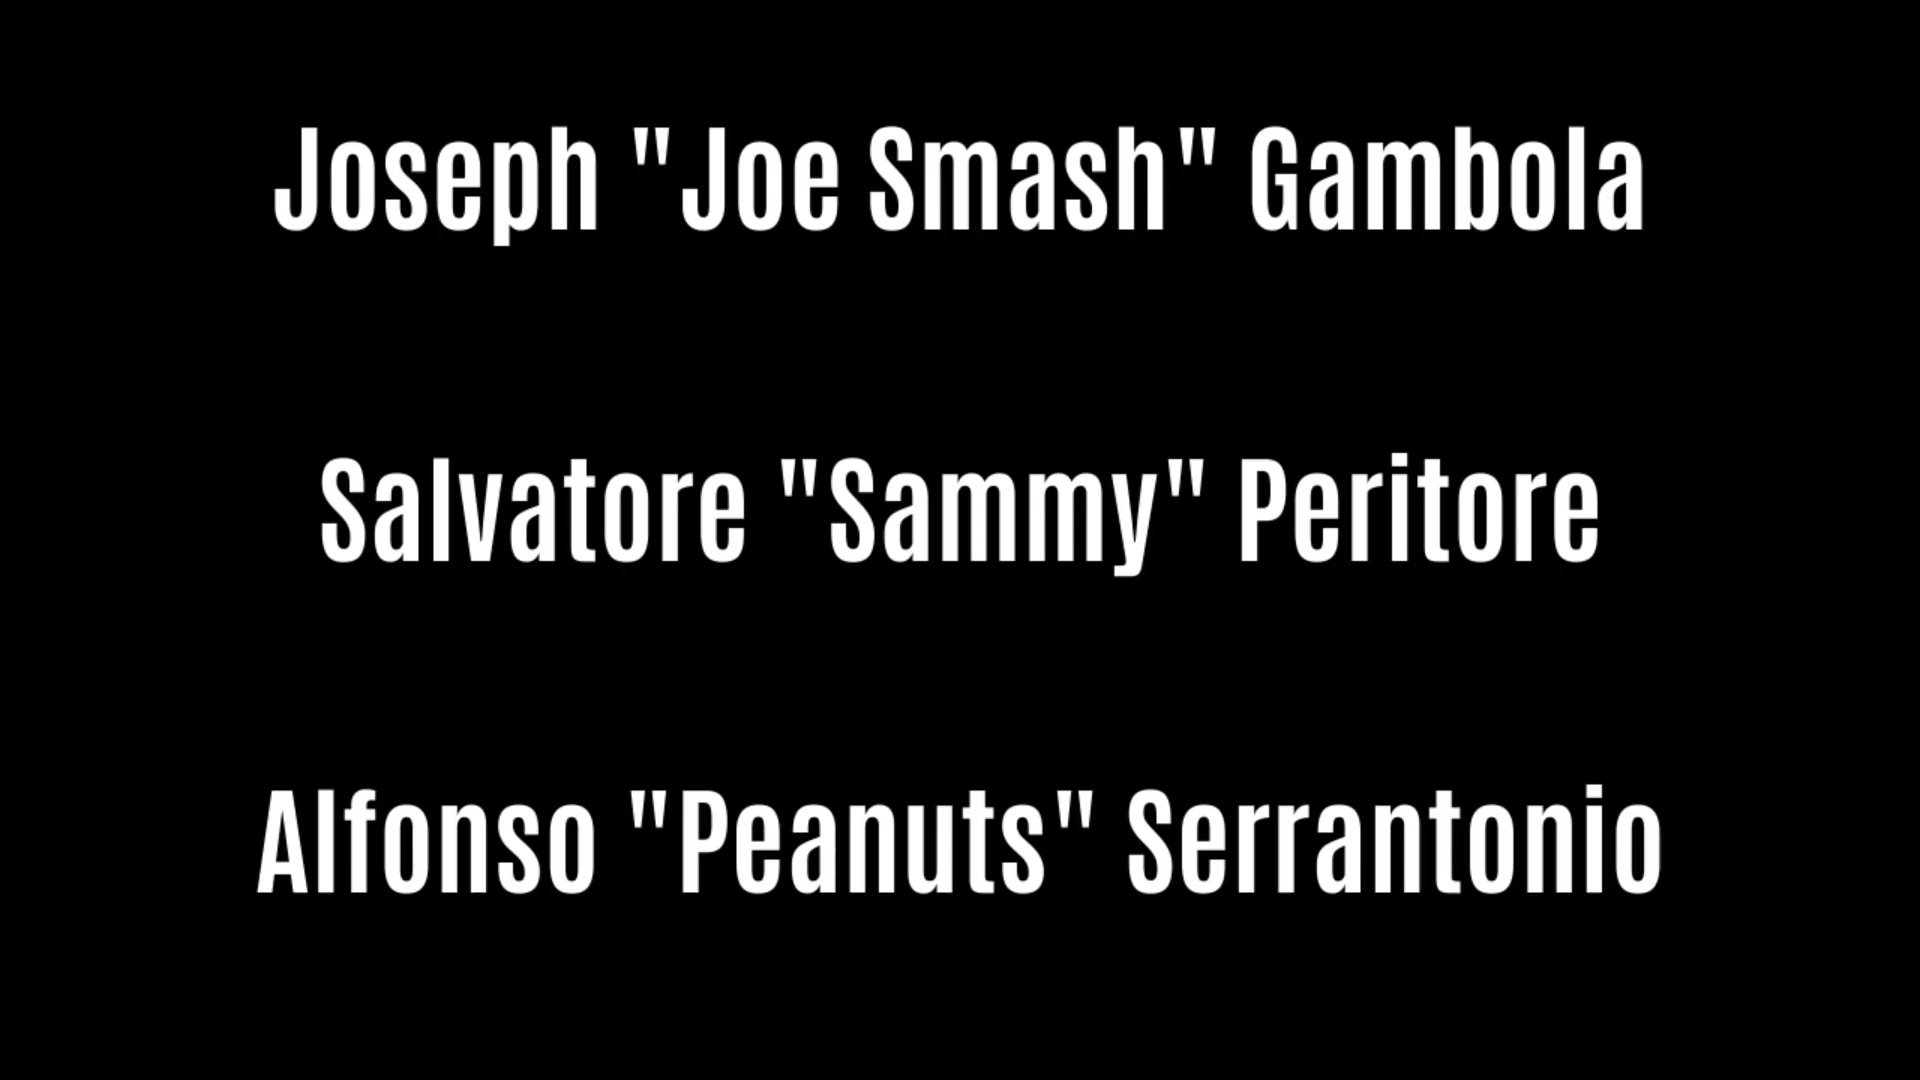 Joseph "Joe Smash" Gambola
Salvatore "Sammy" Peritore
Alfonso "Peanuts" Serrantonio